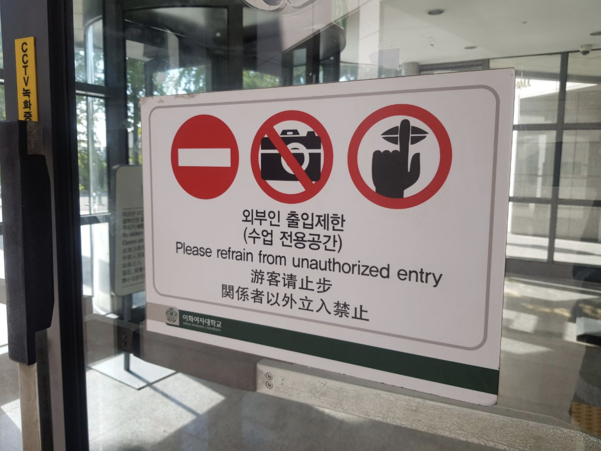 CCTV녹화중
외부인 출입제한
(수업 전용공간)
Please refrain from unauthorized entry
游客请止步
関係者以外立入禁止
이화여자대학교